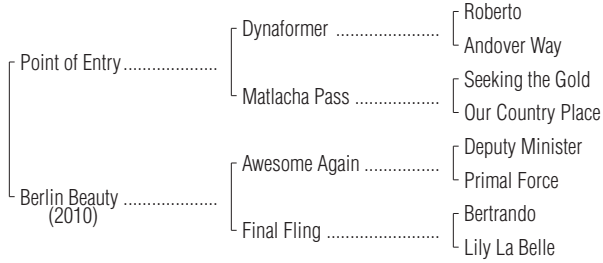 Roberto
Dynaformer ......................
Andover Way
Point of Entry ....................
Seeking the Gold
Matlacha Pass ..................
Our Country Place
Deputy Minister
Awesome Again ................
Primal Force
Berlin Beauty ....................
(2010)
Bertrando
Final Fling ........................
Lily La Belle